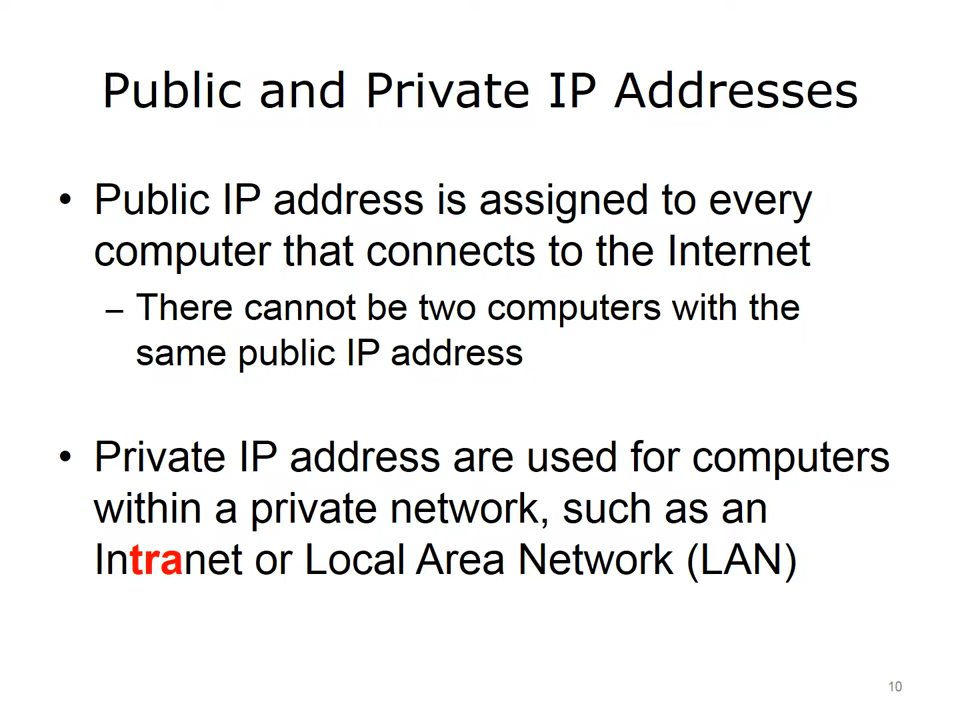 Public and Private IP Addresses
• Public IP address is assigned to every
computer that connects to the Internet
– There cannot be two computers with the
same public IP address
• Private IP address are used for computers
within a private network, such as an
Intranet or Local Area Network (LAN)
10